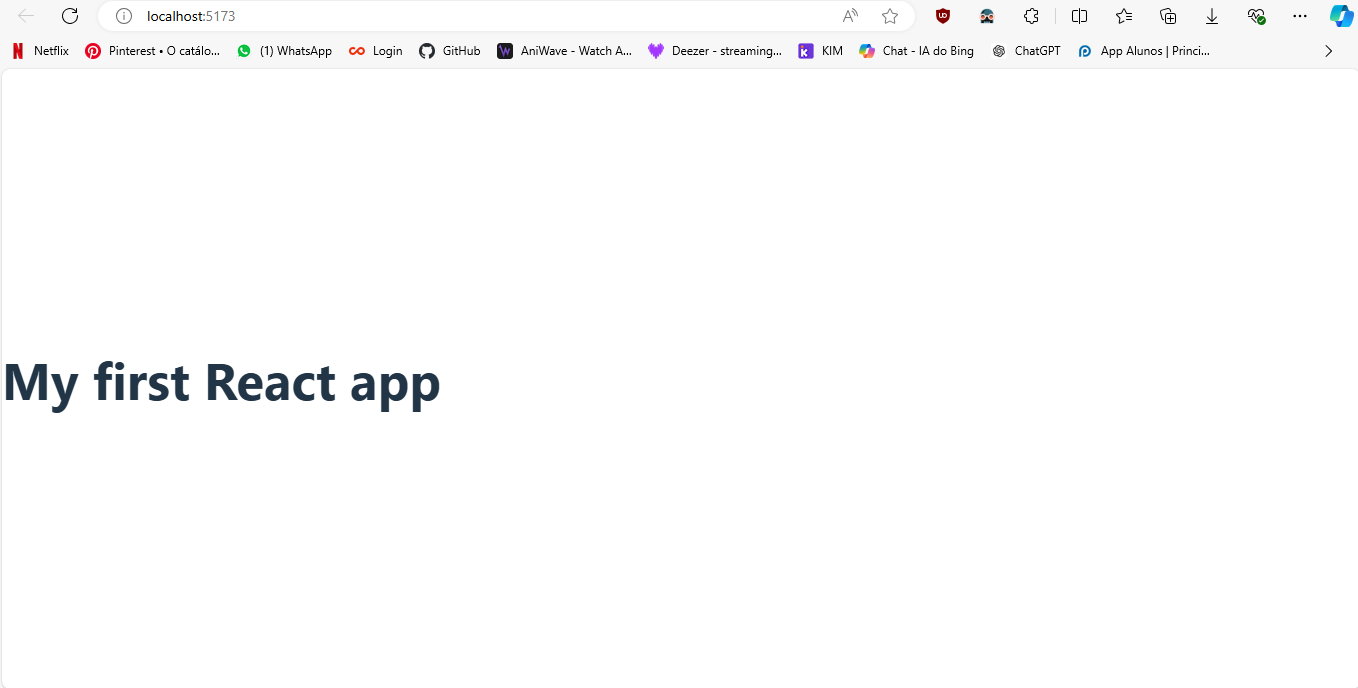 localhost:5173
Netflix Pinterest • O catálo... (1) WhatsApp Login GitHub AniWave - Watch A... Deezer - streaming... KIM Chat - IA do Bing ChatGPT App Alunos | Princi...
My first React app